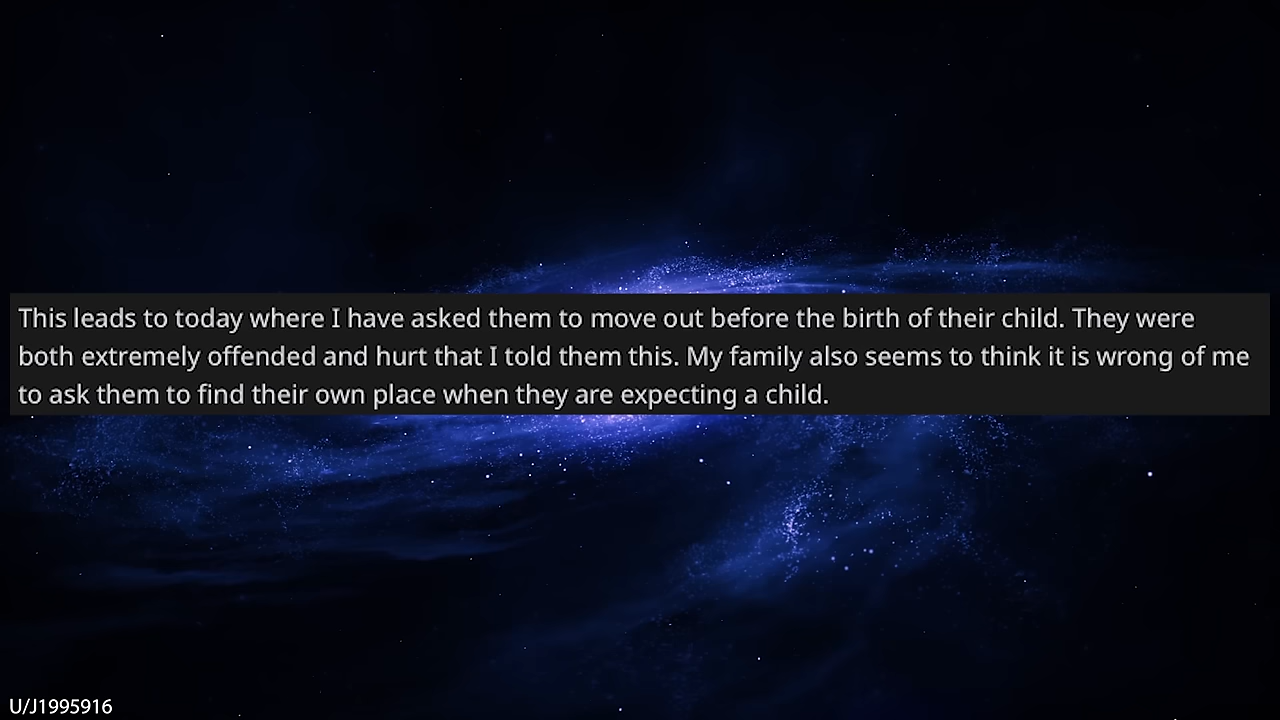 This leads to today where I have asked them to move out before the birth of their child. They were
both extremely offended and hurt that I told them this. My family also seems to think it is wrong of me
to ask them to find their own place when they are expecting a child.
U/J1995916